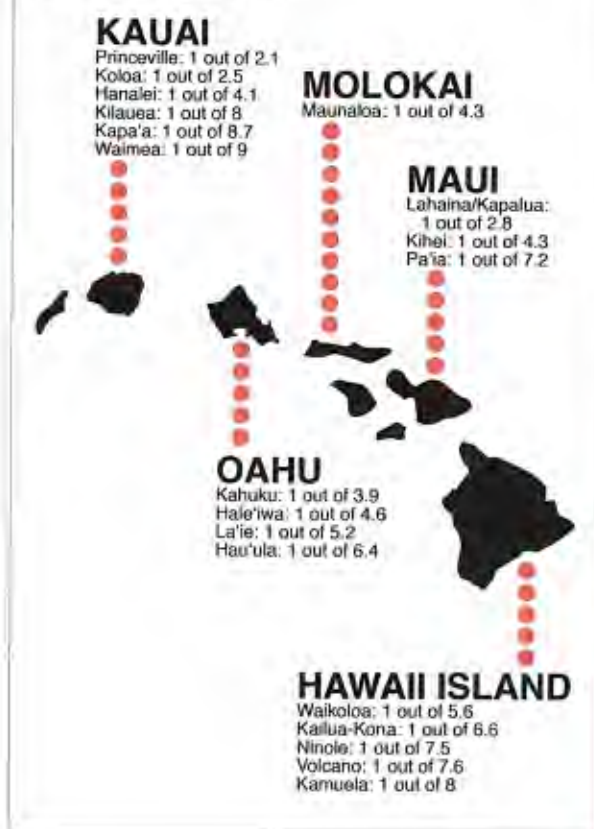 KAUAI
Princeville: 1 out of 2.1
Koloa: 1 out of 2.5
Hanalei: 1 out of 4.1
Kilauea: 1 out of 8
Kapa'a: 1 out of 8.7
Waimea: 1 out of 9
MOLOKAI
Maunaloa: 1 out of 4.3
MAUI
Lahaina/Kapalua:
1 out of 2.8
Kihei: 1 out of 4.3
Pa'ia: 1 out of 7.2
OAHU
Kahuku: 1 out of 3.9
Hale'iwa: 1 out of 4.6
La'ie: 1 out of 5.2
Hau'ula: 1 out of 6.4
HAWAII ISLAND
Waikoloa: 1 out of 5.6
Kailua-Kona: 1 out of 6.6
Ninole: 1 out of 7.5
Volcano: 1 out of 7.6
Kamuela: 1 out of 8